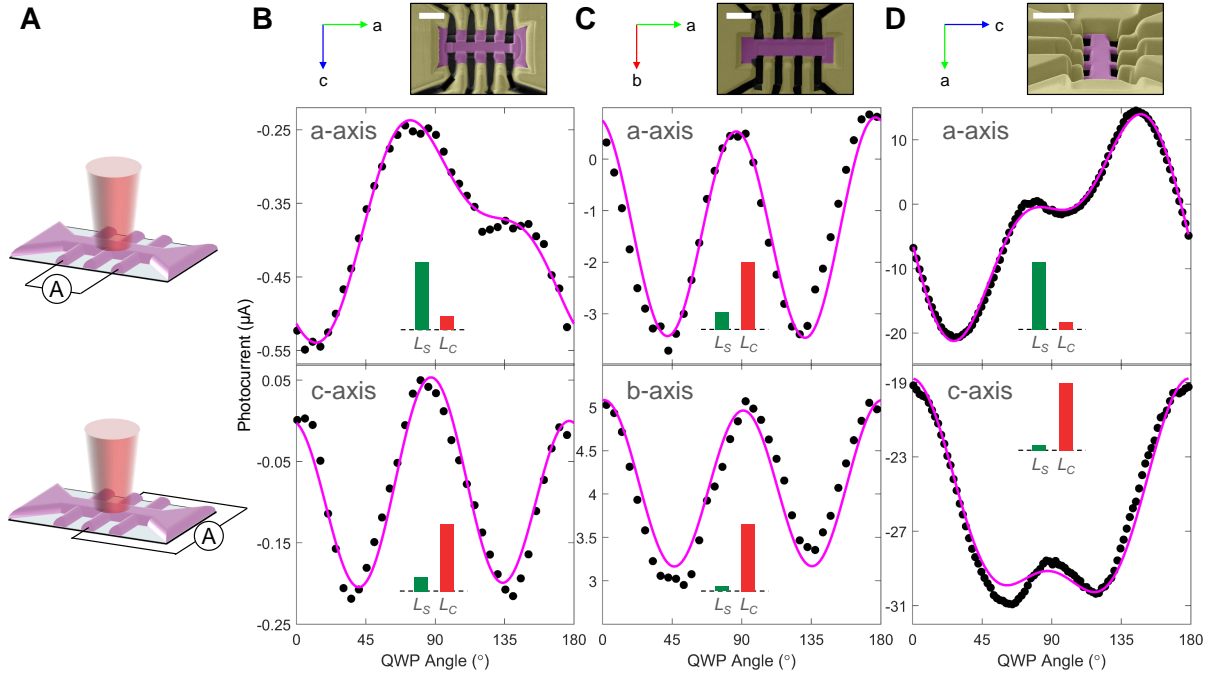 A
B
a
c
C
a
b
D
c
a
A
A
Photocurrent (μA)
a-axis
-0.25
-0.35
-0.45
-0.55
L_S L_C
c-axis
0.05
-0.05
-0.15
-0.25
L_S L_C
0 45 90 135 180
QWP Angle (°)
a-axis
0
-1
-2
-3
L_S L_C
b-axis
5
4.5
4
3.5
3
L_S L_C
0 45 90 135 180
QWP Angle (°)
a-axis
10
0
-10
-20
L_S L_C
c-axis
-19
-23
-27
-31
L_S L_C
0 45 90 135 180
QWP Angle (°)